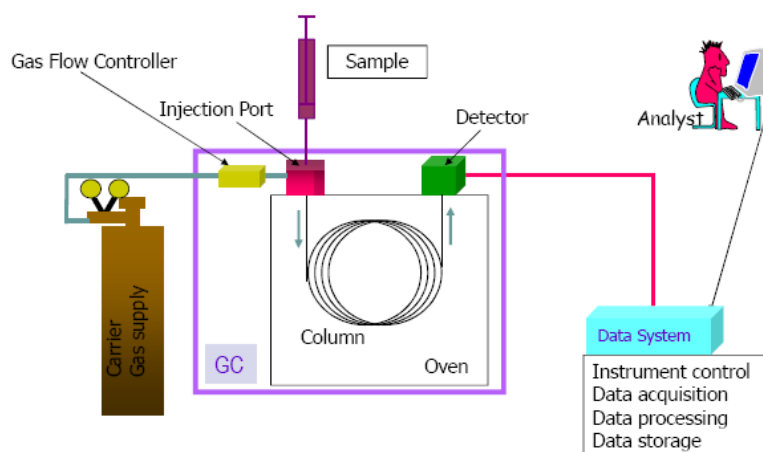 Gas Flow Controller
Sample
Injection Port
Detector
Analyst
Carrier
Gas supply
Column
GC
Oven
Data System
Instrument control
Data acquisition
Data processing
Data storage